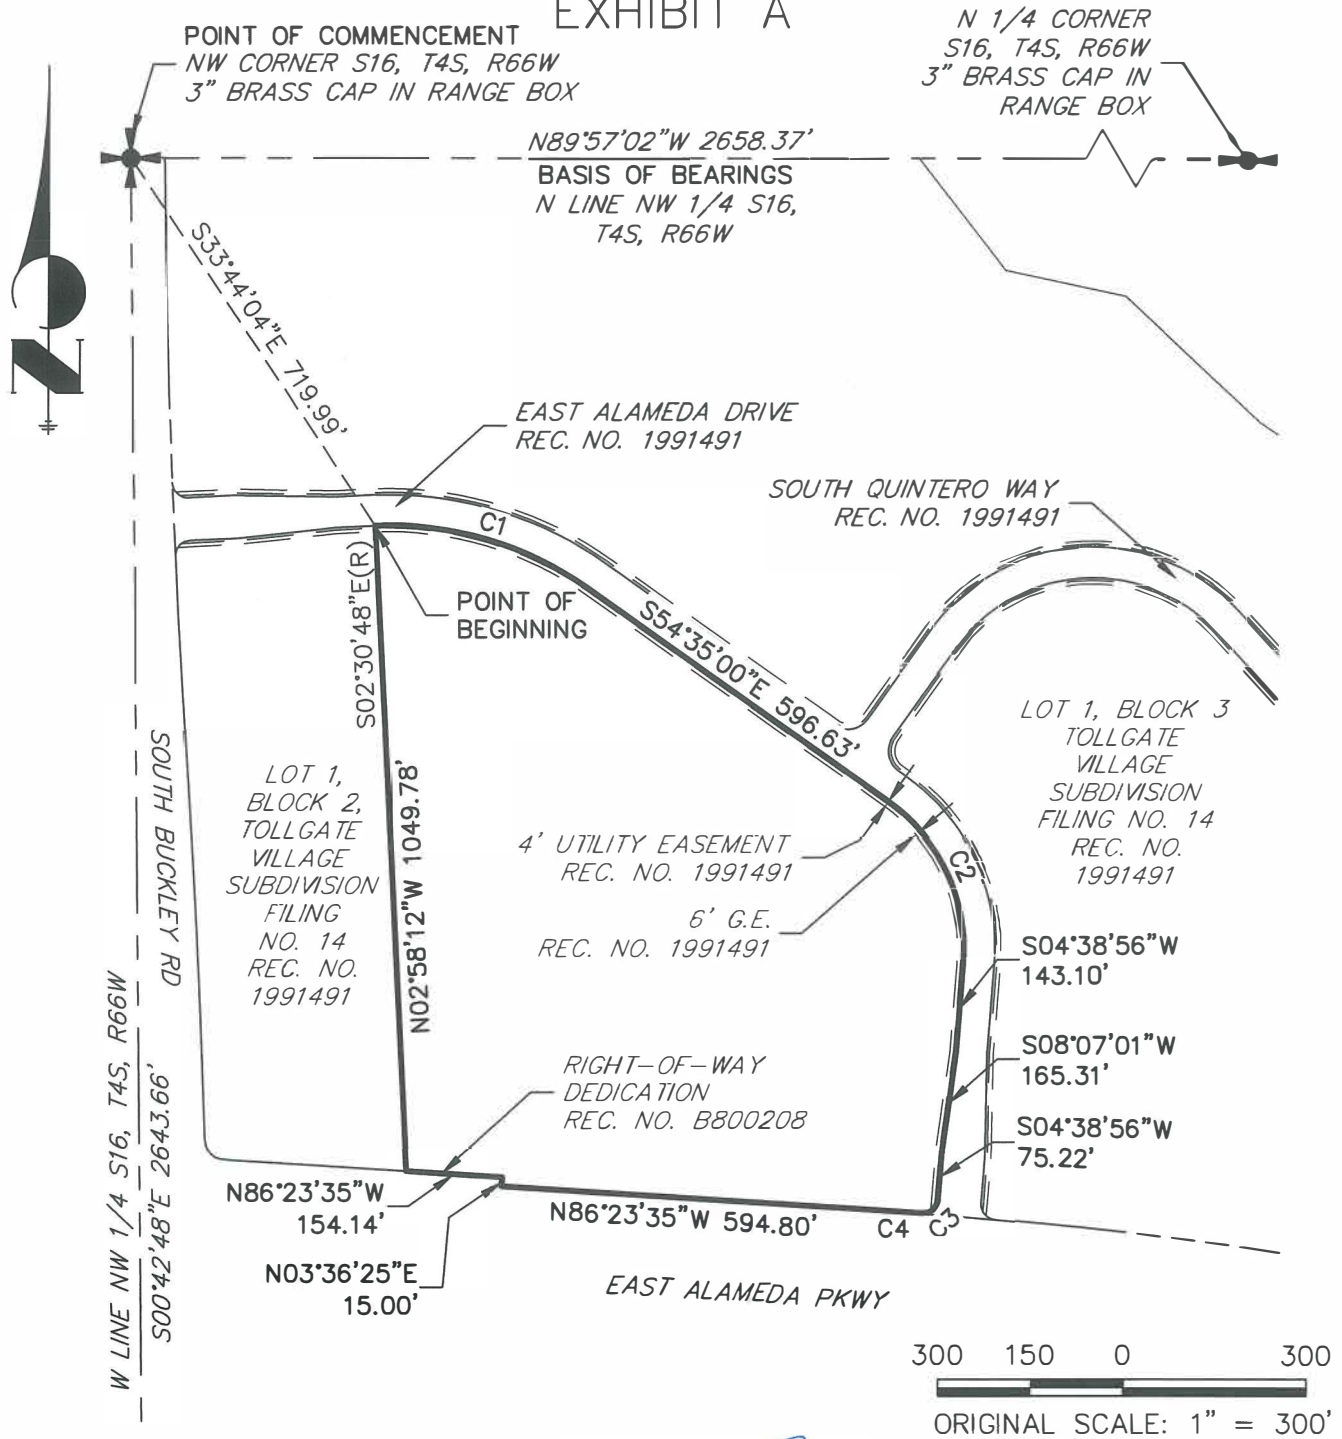 EXHIBIT A
POINT OF COMMENCEMENT
NW CORNER S16, T4S, R66W
3" BRASS CAP IN RANGE BOX
N 1/4 CORNER
S16, T4S, R66W
3" BRASS CAP IN
RANGE BOX
N89°57'02"W 2658.37'
BASIS OF BEARINGS
N LINE NW 1/4 S16,
T4S, R66W
N
S33°44'04"E 719.99'
EAST ALAMEDA DRIVE
REC. NO. 1991491
SOUTH QUINTERO WAY
REC. NO. 1991491
C1
S02°30'48"E(R)
POINT OF
BEGINNING
S54°35'00"E 596.63'
LOT 1, BLOCK 3
TOLLGATE
VILLAGE
SUBDIVISION
FILING NO. 14
REC. NO.
1991491
LOT 1,
BLOCK 2,
TOLLGATE
VILLAGE
SUBDIVISION
FILING
NO. 14
REC. NO.
1991491
SOUTH BUCKLEY RD
N02°58'12"W 1049.78'
4' UTILITY EASEMENT
REC. NO. 1991491
C2
6' G.E.
REC. NO. 1991491
S04°38'56"W
143.10'
S08°07'01"W
165.31'
S04°38'56"W
75.22'
RIGHT-OF-WAY
DEDICATION
REC. NO. B800208
W LINE NW 1/4 S16, T4S, R66W
S00°42'48"E 2643.66'
N86°23'35"W
154.14'
N86°23'35"W 594.80'
C4
C3
N03°36'25"E
15.00'
EAST ALAMEDA PKWY
300 150 0 300
ORIGINAL SCALE: 1" = 300'